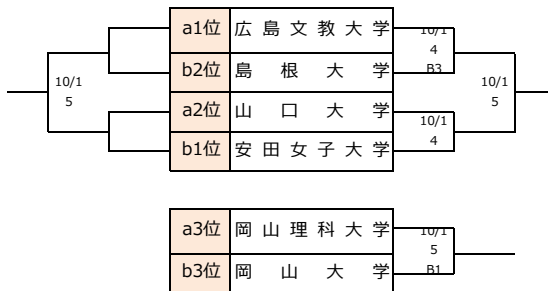 a1位 広島文教大学 10/1
4
b2位 島根大学 B3
10/1
5
10/1
5
a2位 山口大学 10/1
4
b1位 安田女子大学
a3位 岡山理科大学 10/1
5
b3位 岡山大学 B1